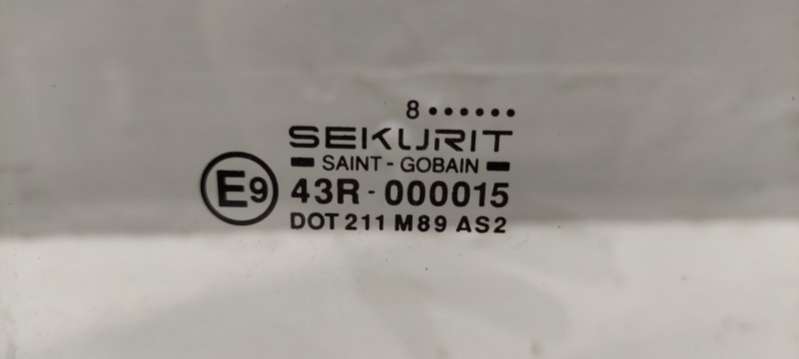 8 ••••••
SEKURIT
SAINT - GOBAIN
E9 43R - 000015
DOT 211 M89 AS2